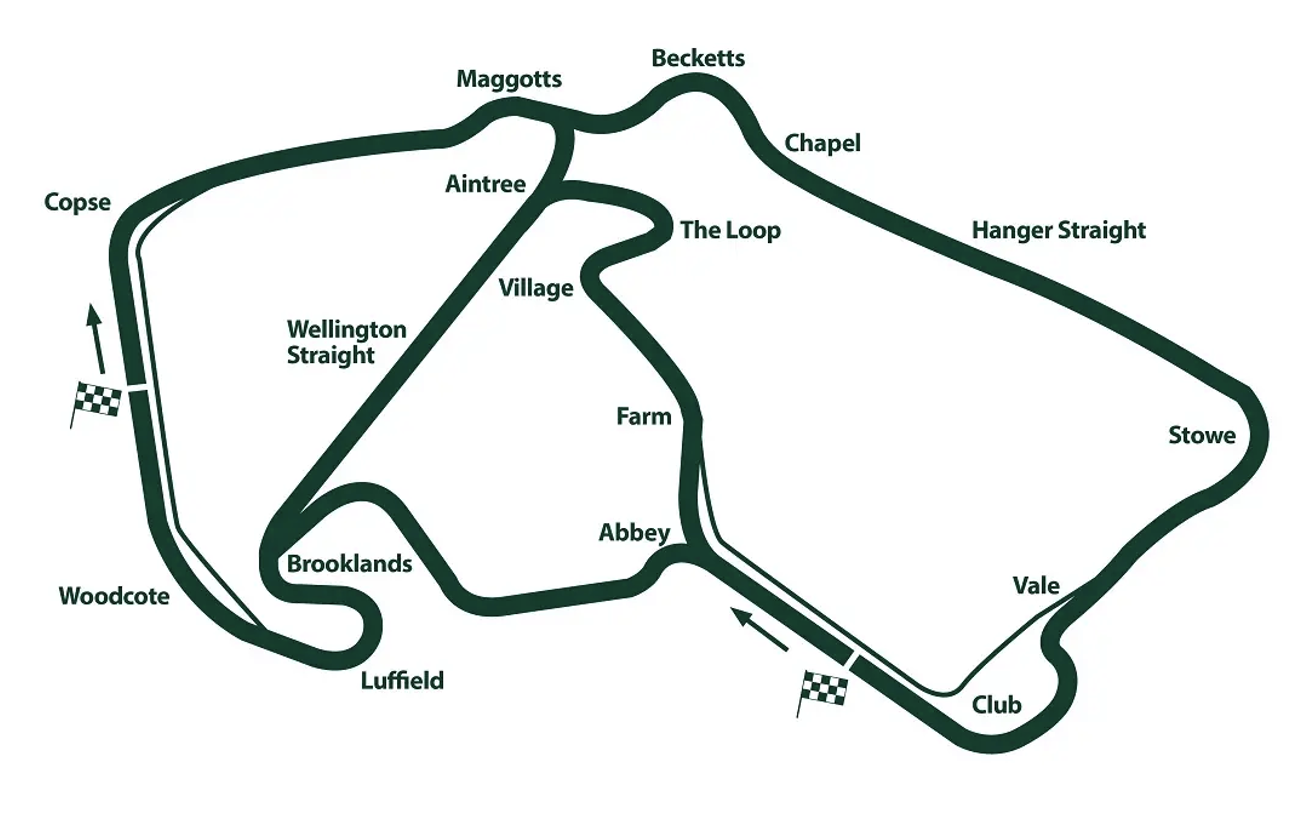 Becketts
Maggotts
Chapel
Aintree
Copse
The Loop
Hanger Straight
Village
Wellington
Straight
Farm
Stowe
Abbey
Brooklands
Vale
Woodcote
Luffield
Club